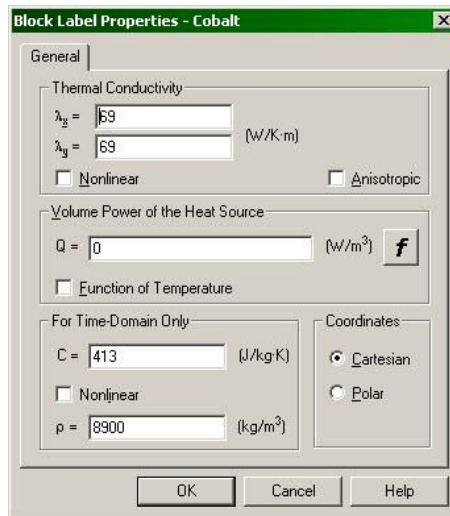 Block Label Properties - Cobalt
General
Thermal Conductivity
λx = 69
(W/K·m)
λy = 69
Nonlinear
Anisotropic
Volume Power of the Heat Source
Q = 0 (W/m³) f
Function of Temperature
For Time-Domain Only
C = 413 (J/kg·K)
Nonlinear
ρ = 8900 (kg/m³)
Coordinates
Cartesian
Polar
OK Cancel Help